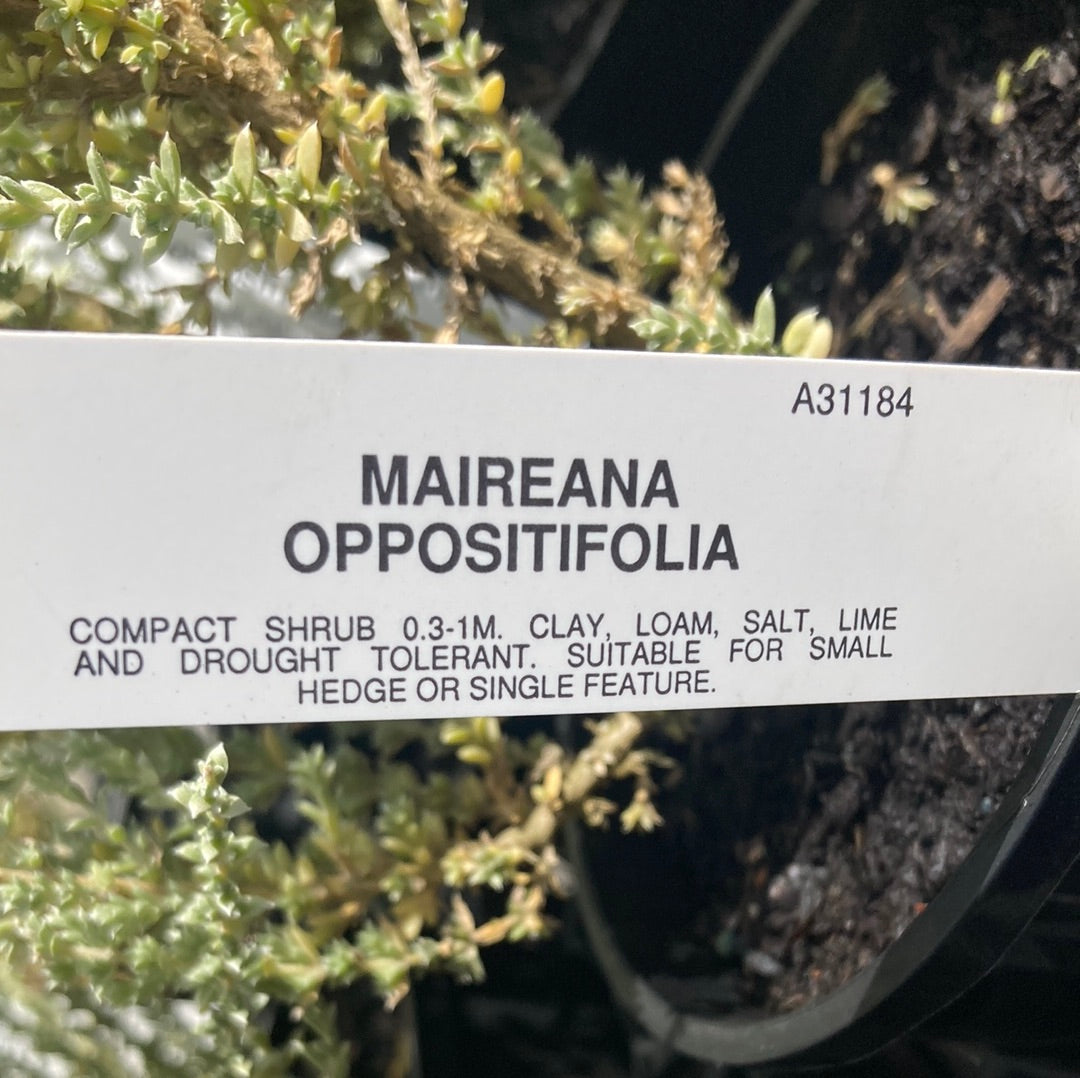 A31184
MAIREANA
OPPOSITIFOLIA
COMPACT SHRUB 0.3-1M. CLAY, LOAM, SALT, LIME
AND DROUGHT TOLERANT. SUITABLE FOR SMALL
HEDGE OR SINGLE FEATURE.